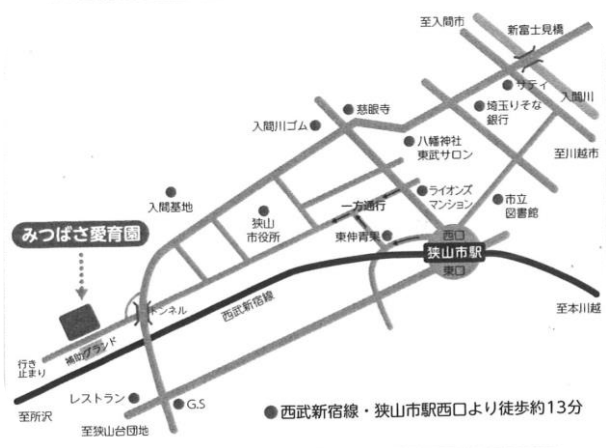 至入間市
新富士見橋
サティ
入間川
埼玉りそな
銀行
至川越市
慈眼寺
入間川ゴム
八幡神社
東武サロン
ライオンズ
マンション
市立
図書館
入間基地
狭山
市役所
一方通行
東伸青果
西口
狭山市駅
東口
みつばさ愛育園
トンネル
西武新宿線
至本川越
補助グランド
行き
止まり
至所沢
レストラン
G.S
至狭山台団地
●西武新宿線・狭山市駅西口より徒歩約13分